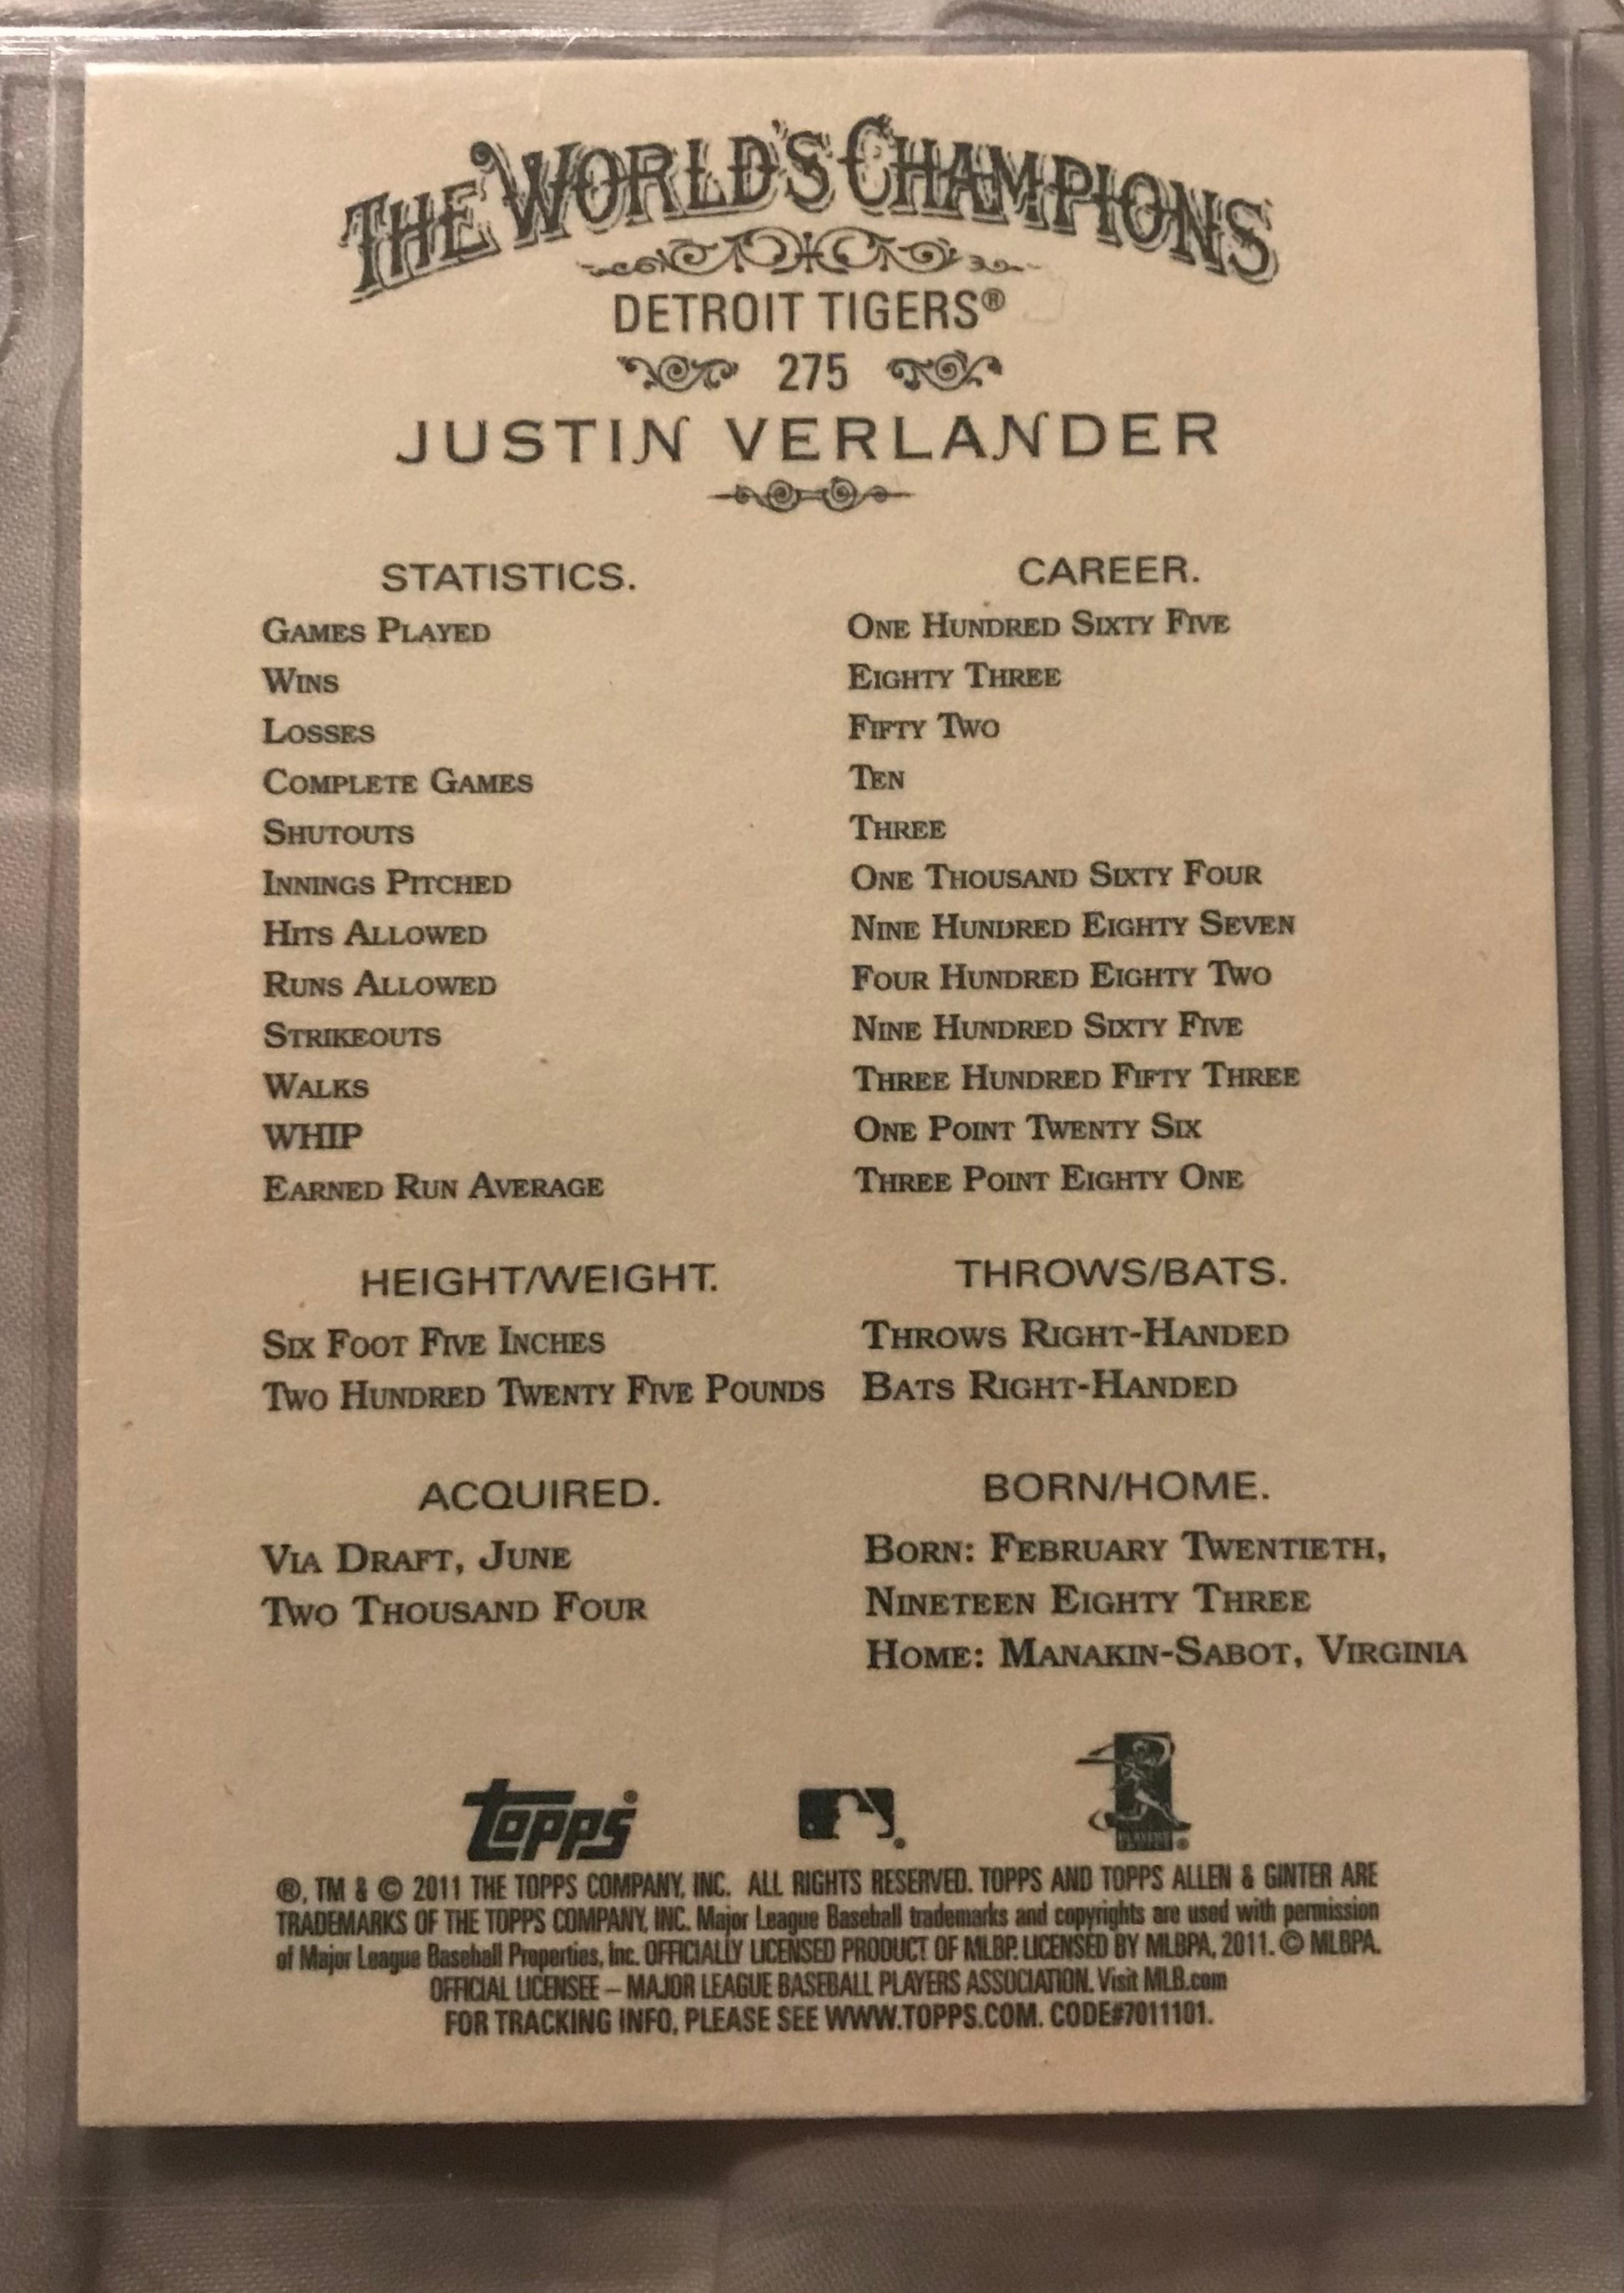 THE WORLD'S CHAMPIONS
DETROIT TIGERS®
275
JUSTIN VERLANDER
STATISTICS. CAREER.
GAMES PLAYED ONE HUNDRED SIXTY FIVE
WINS EIGHTY THREE
LOSSES FIFTY TWO
COMPLETE GAMES TEN
SHUTOUTS THREE
INNINGS PITCHED ONE THOUSAND SIXTY FOUR
HITS ALLOWED NINE HUNDRED EIGHTY SEVEN
RUNS ALLOWED FOUR HUNDRED EIGHTY TWO
STRIKEOUTS NINE HUNDRED SIXTY FIVE
WALKS THREE HUNDRED FIFTY THREE
WHIP ONE POINT TWENTY SIX
EARNED RUN AVERAGE THREE POINT EIGHTY ONE
HEIGHT/WEIGHT. THROWS/BATS.
SIX FOOT FIVE INCHES THROWS RIGHT-HANDED
TWO HUNDRED TWENTY FIVE POUNDS BATS RIGHT-HANDED
ACQUIRED. BORN/HOME.
VIA DRAFT, JUNE BORN: FEBRUARY TWENTIETH,
TWO THOUSAND FOUR NINETEEN EIGHTY THREE
HOME: MANAKIN-SABOT, VIRGINIA
topps®
PLAYERS
®, TM & © 2011 THE TOPPS COMPANY, INC. ALL RIGHTS RESERVED. TOPPS AND TOPPS ALLEN & GINTER ARE
TRADEMARKS OF THE TOPPS COMPANY, INC. Major League Baseball trademarks and copyrights are used with permission
of Major League Baseball Properties, Inc. OFFICIALLY LICENSED PRODUCT OF MLBP. LICENSED BY MLBPA, 2011. © MLBPA.
OFFICIAL LICENSEE – MAJOR LEAGUE BASEBALL PLAYERS ASSOCIATION. Visit MLB.com
FOR TRACKING INFO, PLEASE SEE WWW.TOPPS.COM. CODE#7011101.